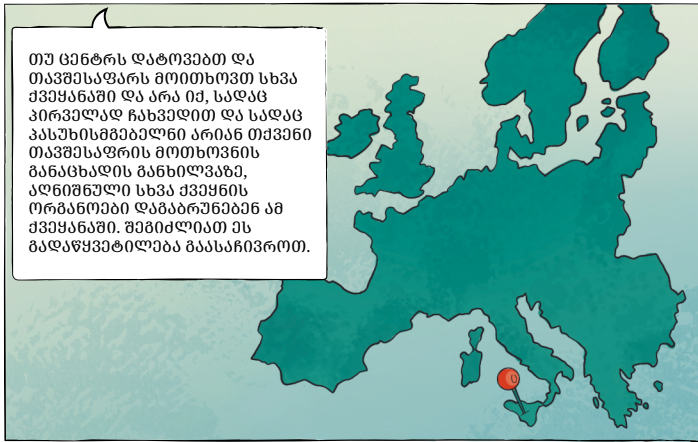 თუ ცენტრს დატოვებთ და
თავშესაფარს მოითხოვთ სხვა
ქვეყანაში და არა იქ, სადაც
პირველად ჩახვედით და სადაც
პასუხისმგებელნი არიან თქვენი
თავშესაფრის მოთხოვნის
განაცხადის განხილვაზე,
აღნიშნული სხვა ქვეყნის
ორგანოები დაგაბრუნებენ ამ
ქვეყანაში. შეგიძლიათ ეს
გადაწყვეტილება გაასაჩივროთ.